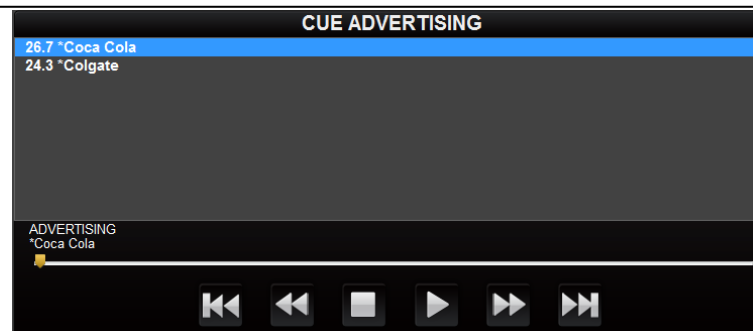 CUE ADVERTISING
26.7 *Coca Cola
24.3 *Colgate
ADVERTISING
*Coca Cola